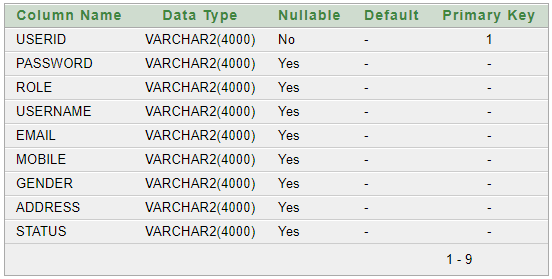 Column Name Data Type Nullable Default Primary Key
USERID VARCHAR2(4000) No - 1
PASSWORD VARCHAR2(4000) Yes - -
ROLE VARCHAR2(4000) Yes - -
USERNAME VARCHAR2(4000) Yes - -
EMAIL VARCHAR2(4000) Yes - -
MOBILE VARCHAR2(4000) Yes - -
GENDER VARCHAR2(4000) Yes - -
ADDRESS VARCHAR2(4000) Yes - -
STATUS VARCHAR2(4000) Yes - -
1 - 9